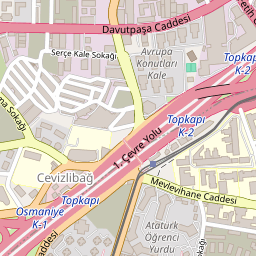 Davutpaşa Caddesi
Serçe Kale Sokağı
Avrupa
Konutları
Kale
Topkapı
K-2
Topkapı
K-2
1. Çevre Yolu
Cevizlibağ
Topkapı
Osmaniye
K-1
Mevlevihane Caddesi
Atatürk
Öğrenci
Yurdu
Sokağı